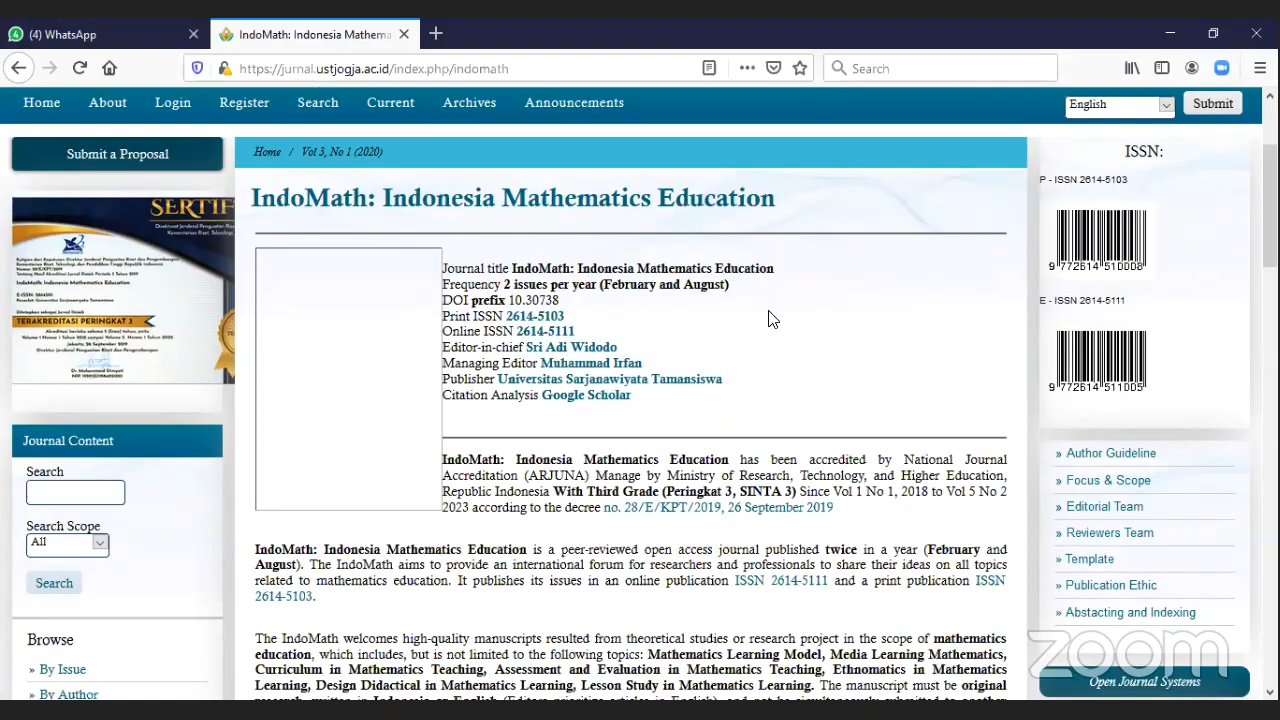 (4) WhatsApp
IndoMath: Indonesia Mathema
https://jurnal.ustjogja.ac.id/index.php/indomath
Search
Home About Login Register Search Current Archives Announcements
English
Submit
Submit a Proposal
SERTIF
IndoMath: Indonesia Mathematics Education
TERAKREDITASI PERINGKAT 3
Journal Content
Search
Search Scope
All
Search
Browse
» By Issue
» By Author
Home / Vol 3, No 1 (2020)
IndoMath: Indonesia Mathematics Education
Journal title IndoMath: Indonesia Mathematics Education
Frequency 2 issues per year (February and August)
DOI prefix 10.30738
Print ISSN 2614-5103
Online ISSN 2614-5111
Editor-in-chief Sri Adi Widodo
Managing Editor Muhammad Irfan
Publisher Universitas Sarjanawiyata Tamansiswa
Citation Analysis Google Scholar
IndoMath: Indonesia Mathematics Education has been accredited by National Journal
Accreditation (ARJUNA) Manage by Ministry of Research, Technology, and Higher Education,
Republic Indonesia With Third Grade (Peringkat 3, SINTA 3) Since Vol 1 No 1, 2018 to Vol 5 No 2
2023 according to the decree no. 28/E/KPT/2019, 26 September 2019
IndoMath: Indonesia Mathematics Education is a peer-reviewed open access journal published twice in a year (February and
August). The IndoMath aims to provide an international forum for researchers and professionals to share their ideas on all topics
related to mathematics education. It publishes its issues in an online publication ISSN 2614-5111 and a print publication ISSN
2614-5103.
The IndoMath welcomes high-quality manuscripts resulted from theoretical studies or research project in the scope of mathematics
education, which includes, but is not limited to the following topics: Mathematics Learning Model, Media Learning Mathematics,
Curriculum in Mathematics Teaching, Assessment and Evaluation in Mathematics Teaching, Ethnomatics in Mathematics
Learning, Design Didactical in Mathematics Learning, Lesson Study in Mathematics Learning. The manuscript must be original
ISSN:
P - ISSN 2614-5103
9 772614 510008
E - ISSN 2614-5111
9 772614 511005
» Author Guideline
» Focus & Scope
» Editorial Team
» Reviewers Team
» Template
» Publication Ethic
» Abstacting and Indexing
zoom
Open Journal Systems